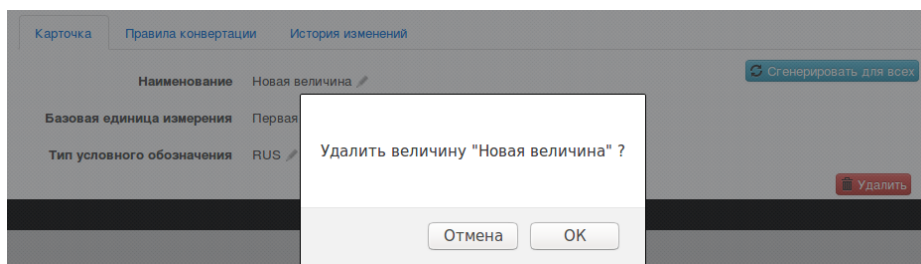 Карточка Правила конвертации История изменений
Сгенерировать для всех
Наименование Новая величина
Базовая единица измерения Первая
Тип условного обозначения RUS
Удалить величину "Новая величина" ?
Удалить
Отмена OK